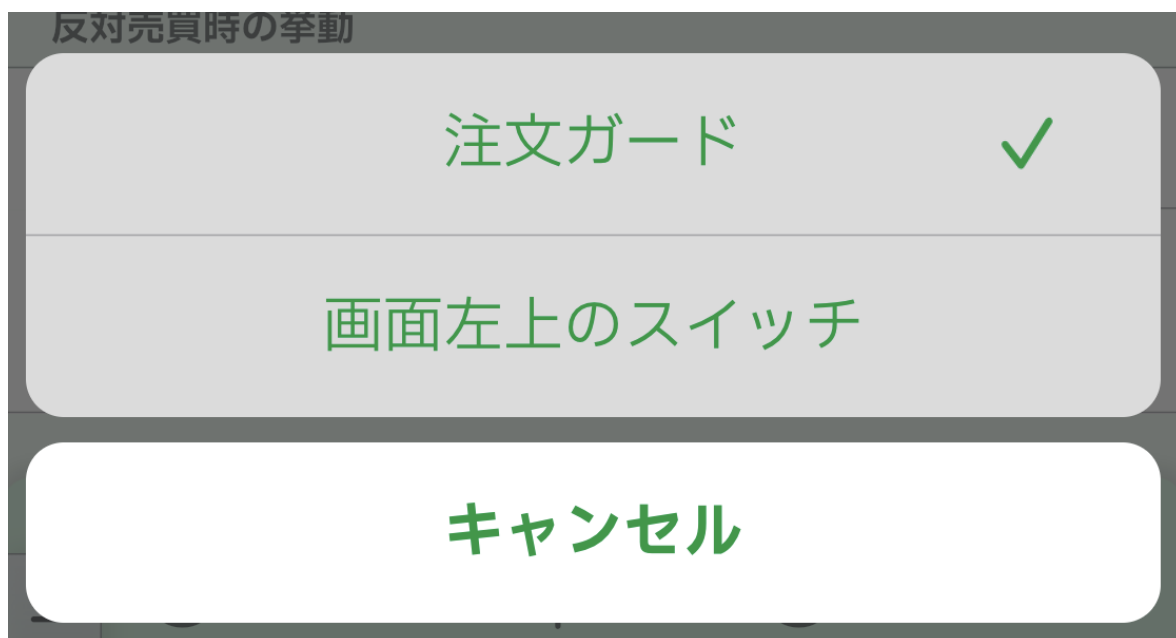 反対売買時の挙動
注文ガード
画面左上のスイッチ
キャンセル